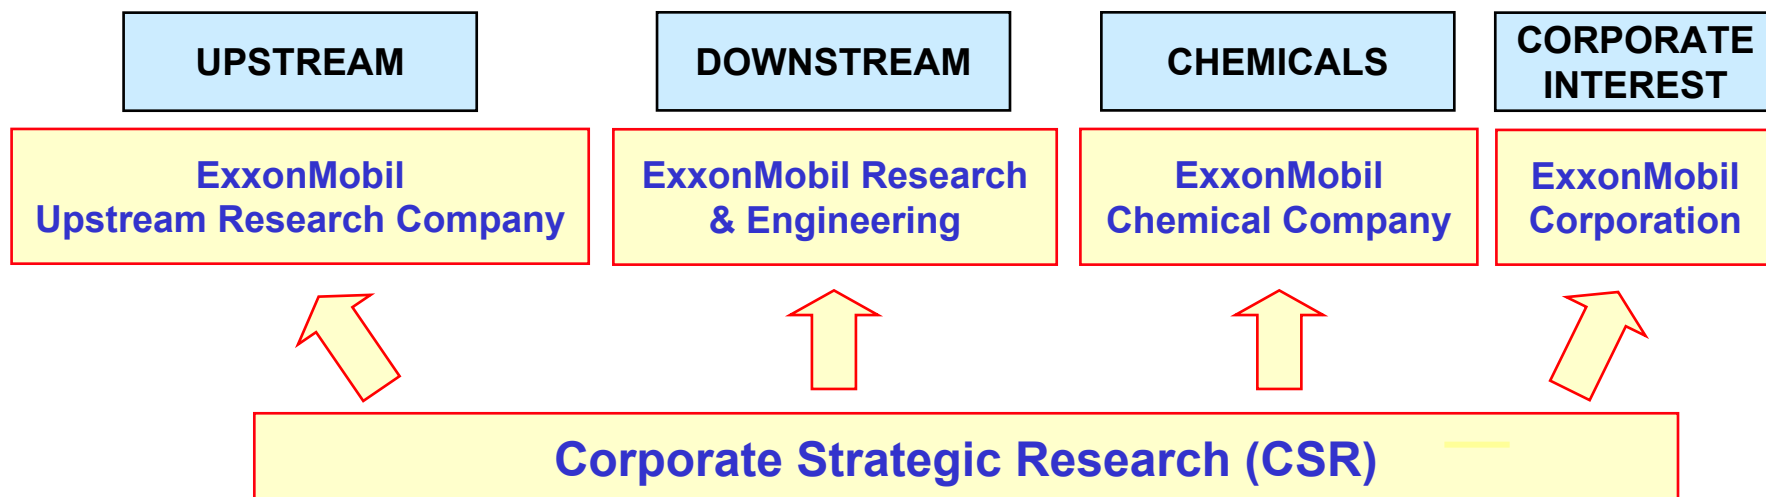 UPSTREAM
DOWNSTREAM
CHEMICALS
CORPORATE
INTEREST
ExxonMobil
Upstream Research Company
ExxonMobil Research
& Engineering
ExxonMobil
Chemical Company
ExxonMobil
Corporation
Corporate Strategic Research (CSR)